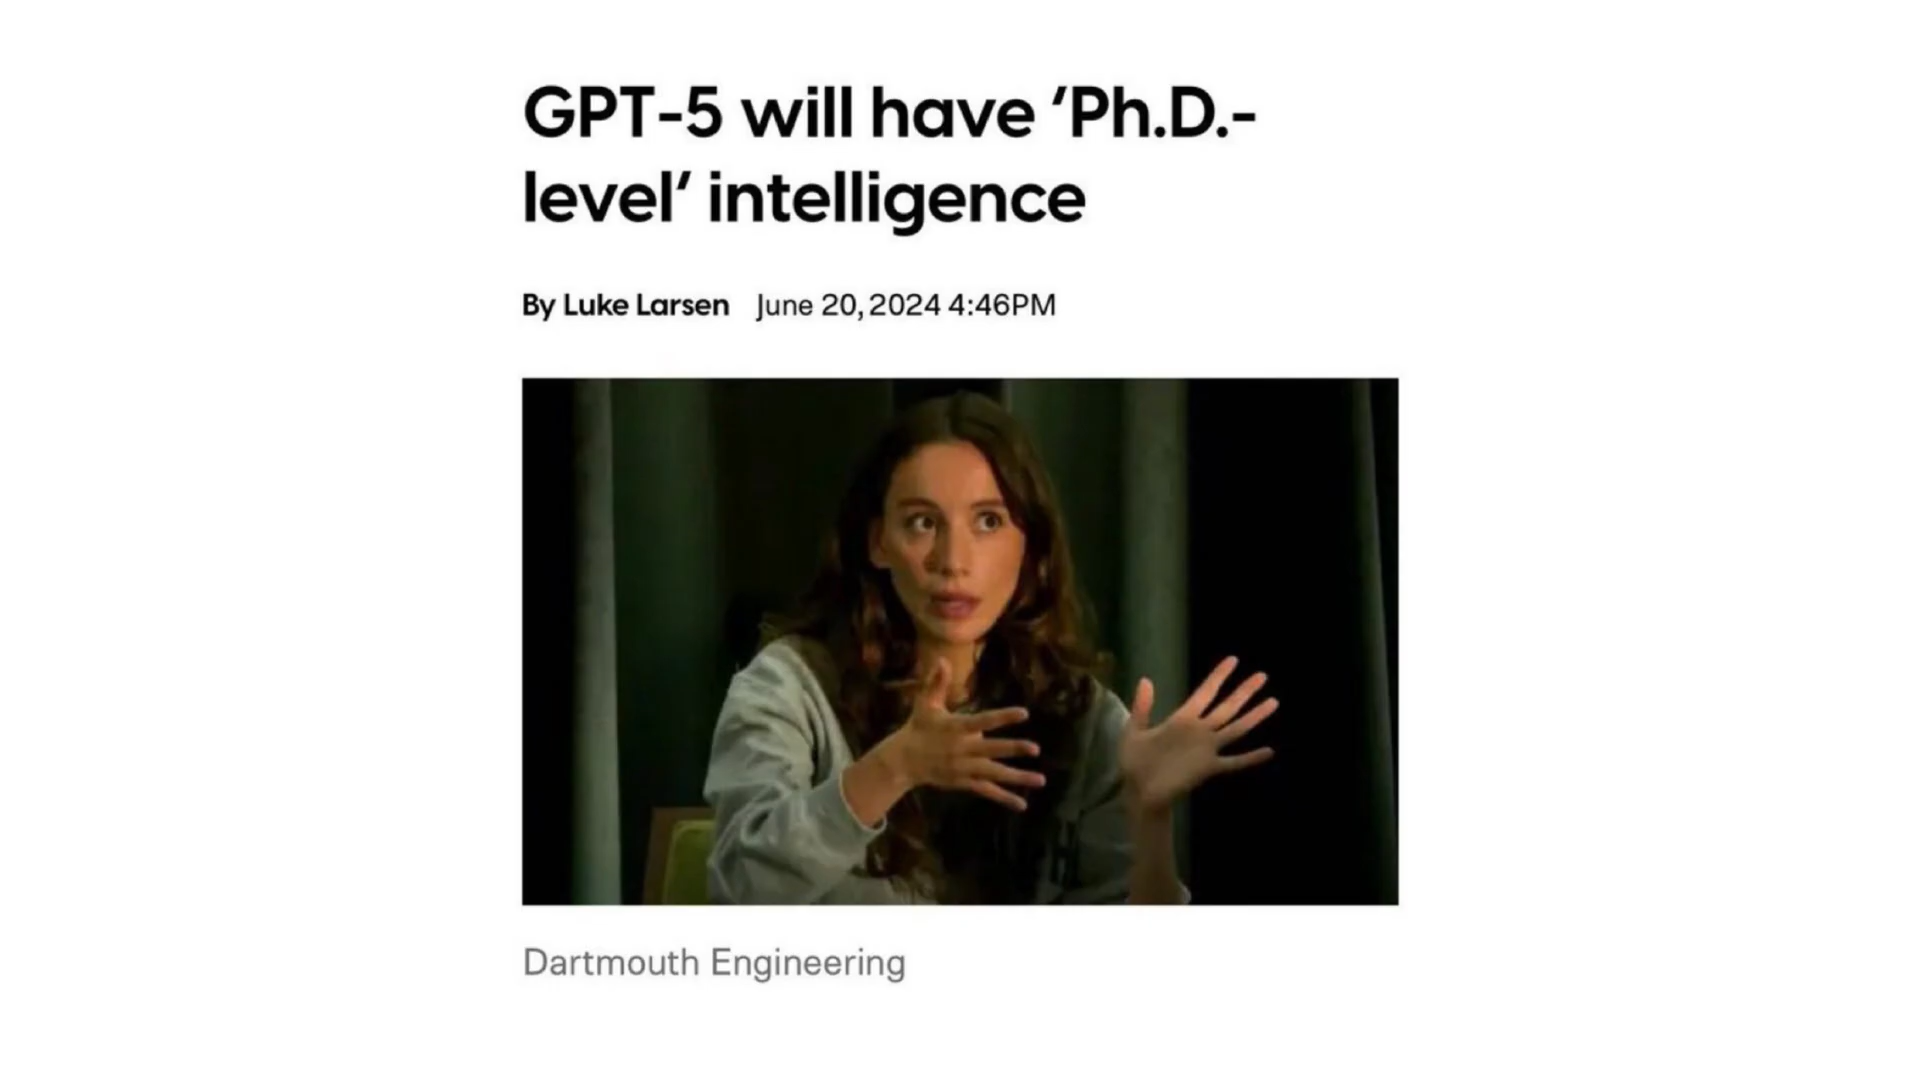 GPT-5 will have ‘Ph.D.-
level’ intelligence
By Luke Larsen June 20, 2024 4:46PM
Dartmouth Engineering